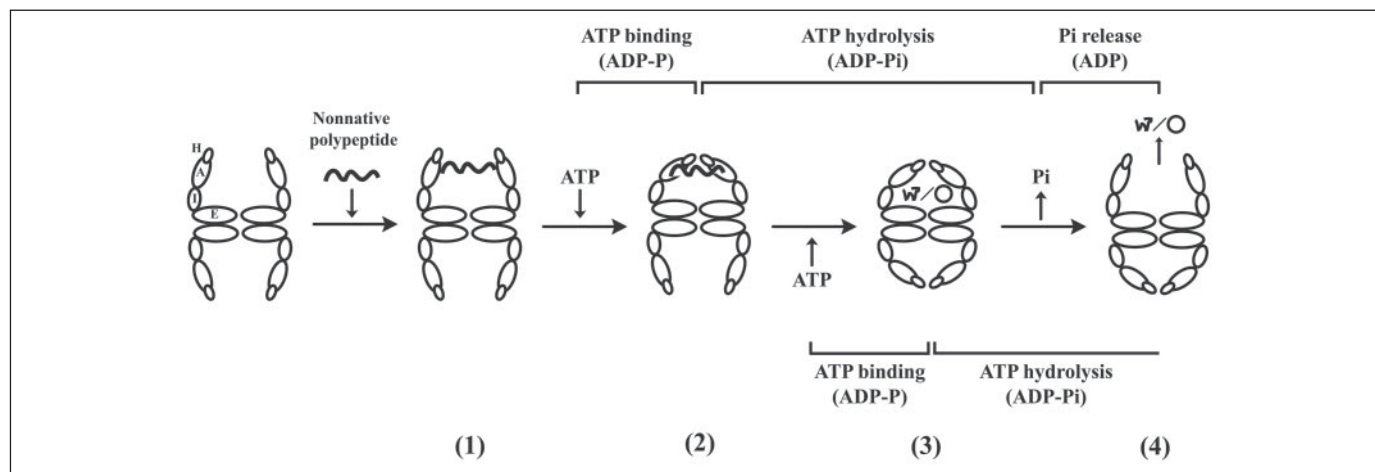 ATP binding
(ADP-P)
ATP hydrolysis
(ADP-Pi)
Pi release
(ADP)
Nonnative
polypeptide
H
A
I
E
ATP
ATP
Pi
ATP binding
(ADP-P)
ATP hydrolysis
(ADP-Pi)
(1)
(2)
(3)
(4)